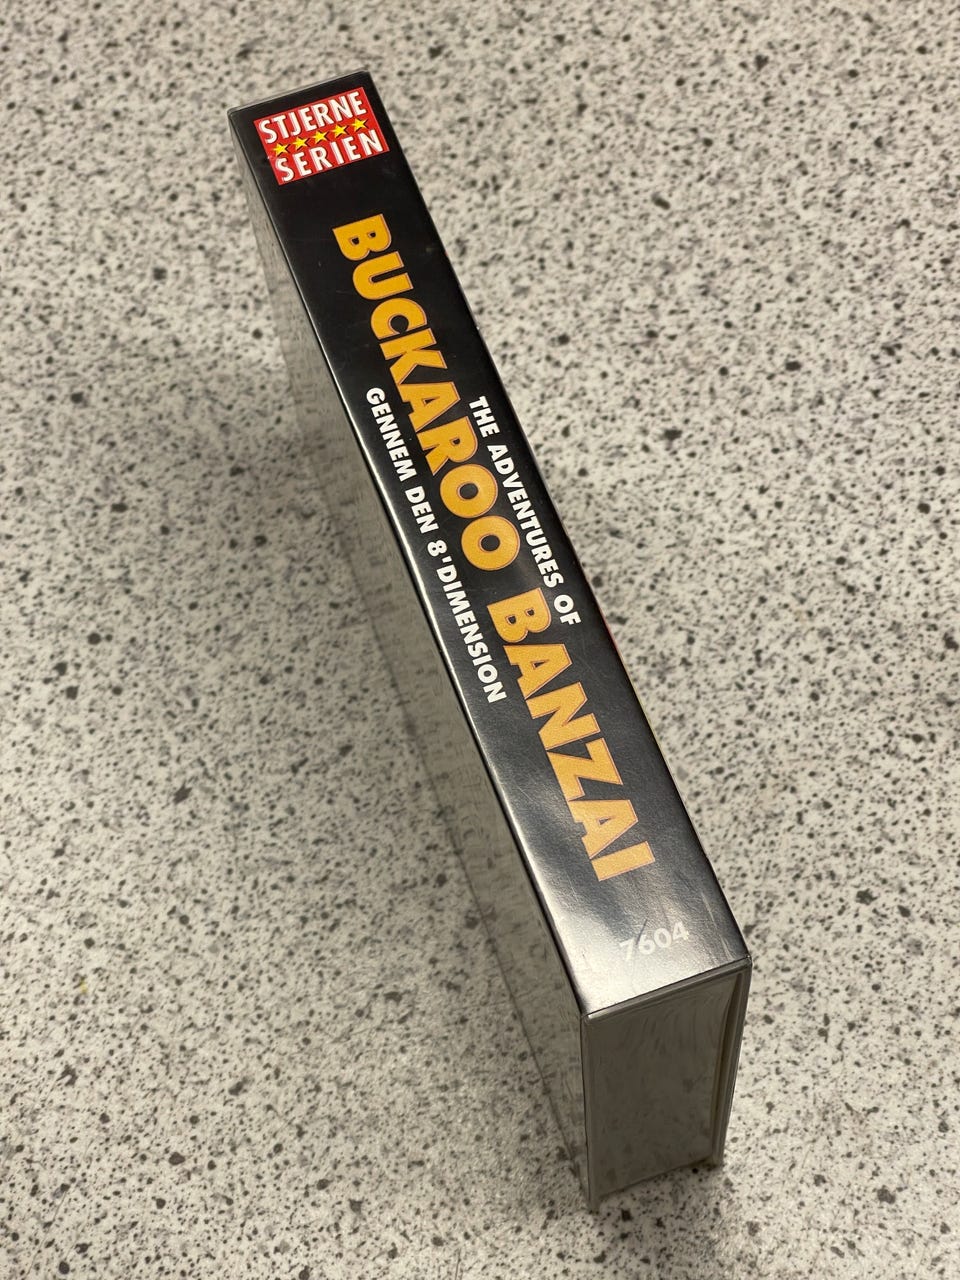 STJERNE
SERIEN
THE ADVENTURES OF
BUCKAROO BANZAI
GENNEM DEN 8'DIMENSION
7604